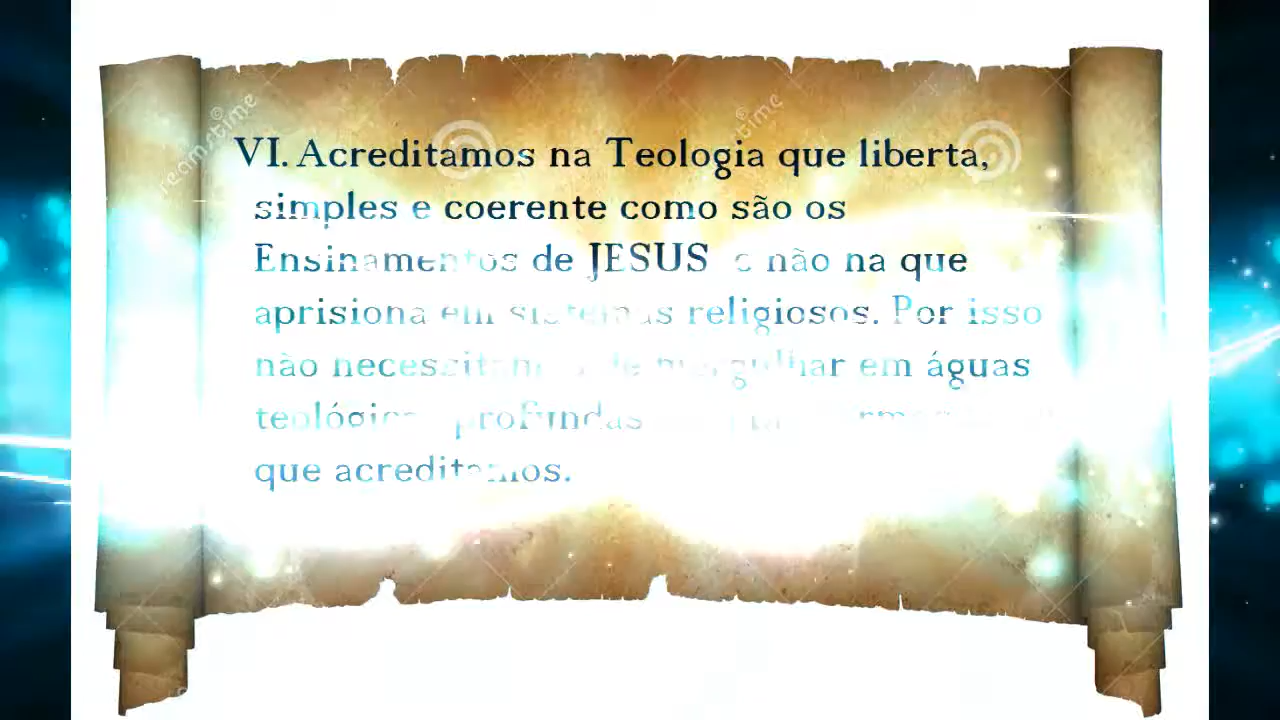 VI. Acreditamos na Teologia que liberta,
simples e coerente como são os
Ensinamentos de JESUS e não na que
aprisiona em sistemas religiosos. Por isso
não necessitamos de mergulhar em águas
teológicas profundas
que acreditamos.